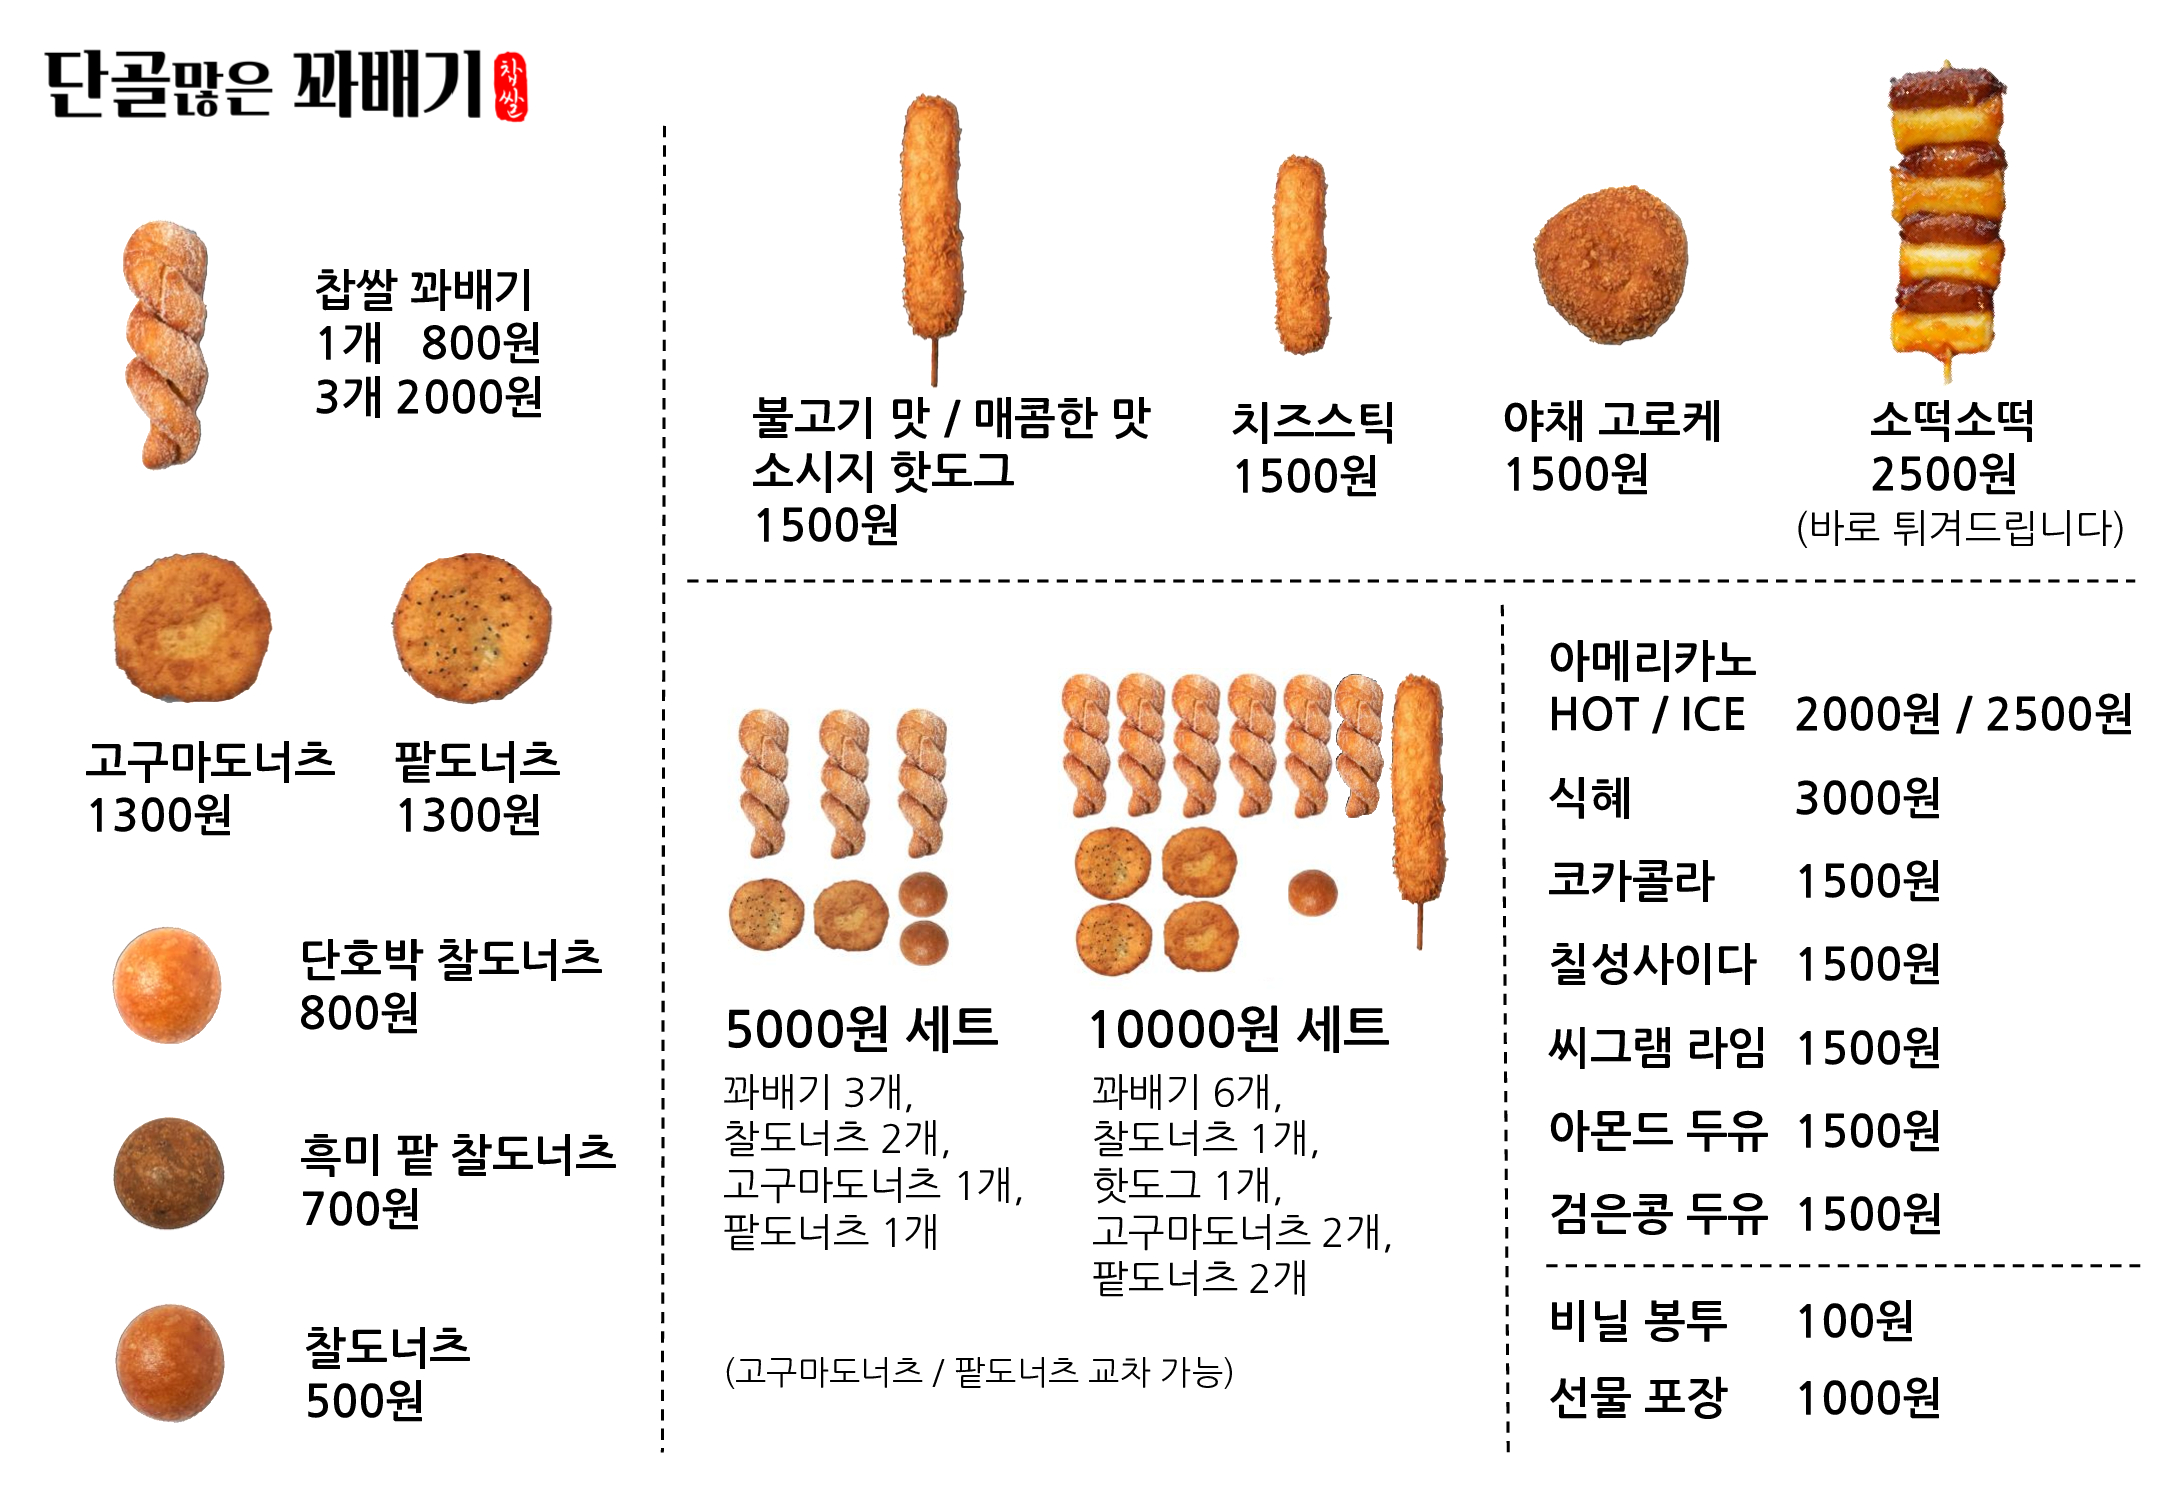 단골많은 꽈배기 찹쌀
찹쌀 꽈배기
1개 800원
3개 2000원
고구마도너츠
1300원
팥도너츠
1300원
단호박 찰도너츠
800원
흑미 팥 찰도너츠
700원
찰도너츠
500원
불고기 맛 / 매콤한 맛
소시지 핫도그
1500원
치즈스틱
1500원
야채 고로케
1500원
소떡소떡
2500원
(바로 튀겨드립니다)
5000원 세트
꽈배기 3개,
찰도너츠 2개,
고구마도너츠 1개,
팥도너츠 1개
10000원 세트
꽈배기 6개,
찰도너츠 1개,
핫도그 1개,
고구마도너츠 2개,
팥도너츠 2개
(고구마도너츠 / 팥도너츠 교차 가능)
아메리카노
HOT / ICE 2000원 / 2500원
식혜 3000원
코카콜라 1500원
칠성사이다 1500원
씨그램 라임 1500원
아몬드 두유 1500원
검은콩 두유 1500원
비닐 봉투 100원
선물 포장 1000원